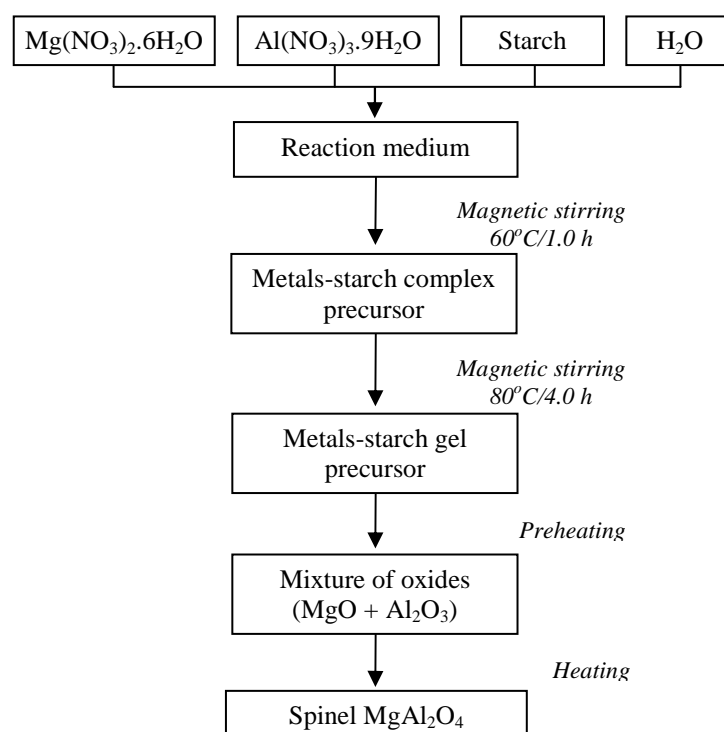 Mg(NO₃)₂.6H₂O
Al(NO₃)₃.9H₂O
Starch
H₂O
Reaction medium
Magnetic stirring
60°C/1.0 h
Metals-starch complex
precursor
Magnetic stirring
80°C/4.0 h
Metals-starch gel
precursor
Preheating
Mixture of oxides
(MgO + Al₂O₃)
Heating
Spinel MgAl₂O₄